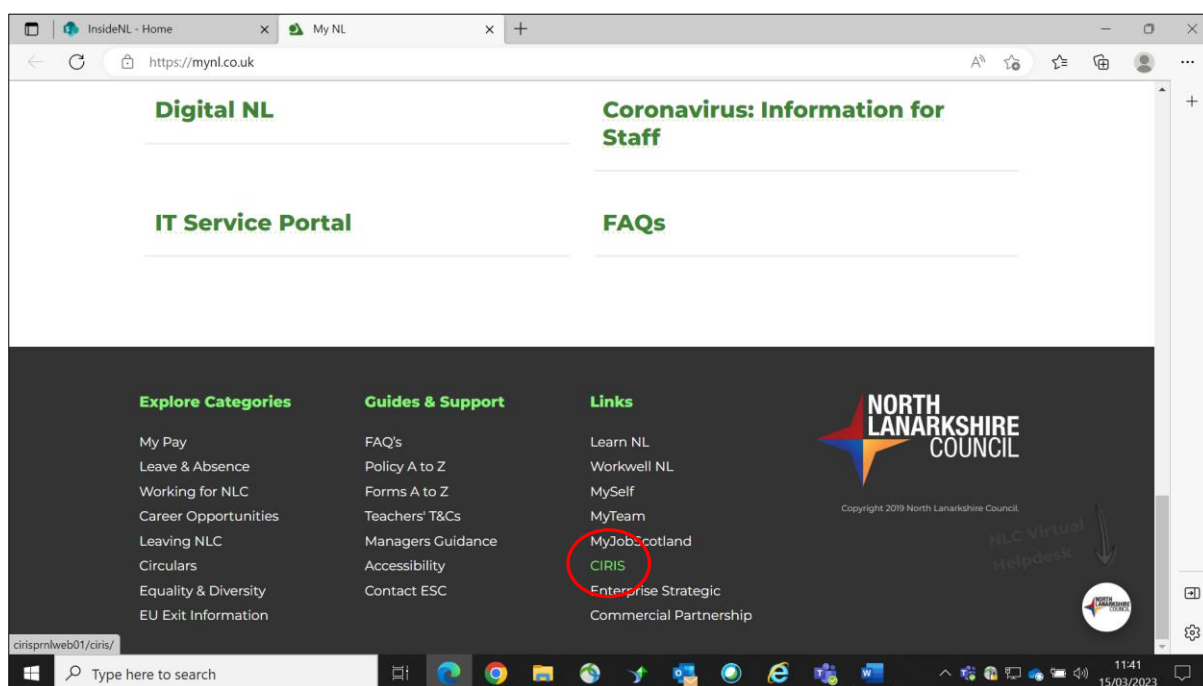 InsideNL - Home
My NL
https://mynl.co.uk
Digital NL
Coronavirus: Information for
Staff
IT Service Portal
FAQs
Explore Categories
My Pay
Leave & Absence
Working for NLC
Career Opportunities
Leaving NLC
Circulars
Equality & Diversity
EU Exit Information
Guides & Support
FAQ's
Policy A to Z
Forms A to Z
Teachers' T&Cs
Managers Guidance
Accessibility
Contact ESC
Links
Learn NL
Workwell NL
MySelf
MyTeam
MyJobScotland
CIRIS
Enterprise Strategic
Commercial Partnership
NORTH
LANARKSHIRE
COUNCIL
Copyright 2019 North Lanarkshire Council.
NLC Virtual
Helpdesk
NORTH
LANARKSHIRE
COUNCIL
cirisprnlweb01/ciris/
Type here to search
11:41
15/03/2023